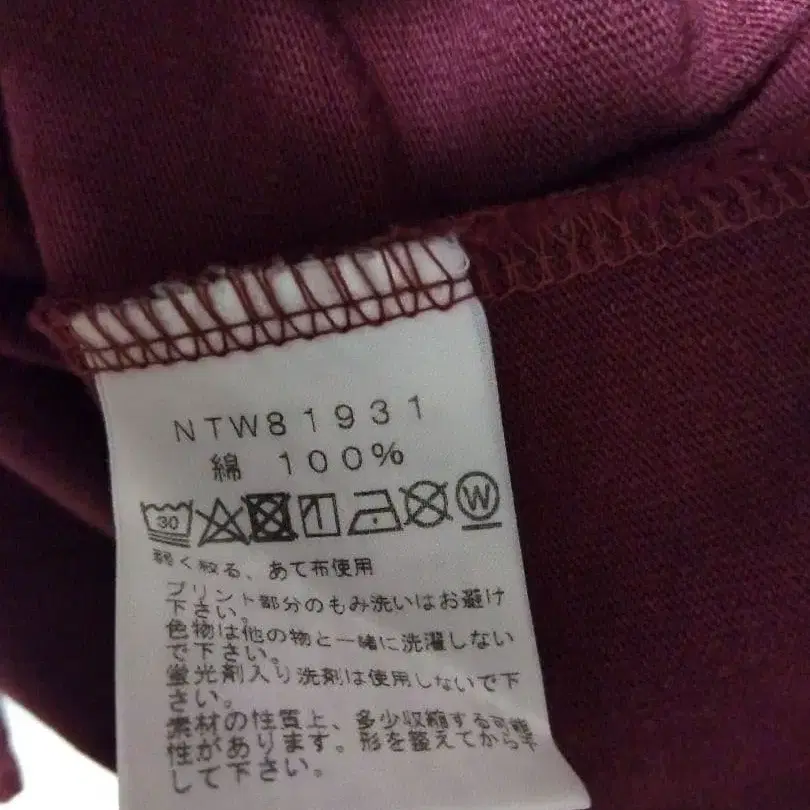 NTW81931
綿 100%
30 W
弱く絞る、あて布使用
プリント部分のもみ洗いはお避け
下さい。
色物は他の物と一緒に洗濯しない
で下さい。
蛍光剤入り洗剤は使用しないで下
さい。
素材の性質上、多少収縮する可能
性があります。形を整えてから干
して下さい。